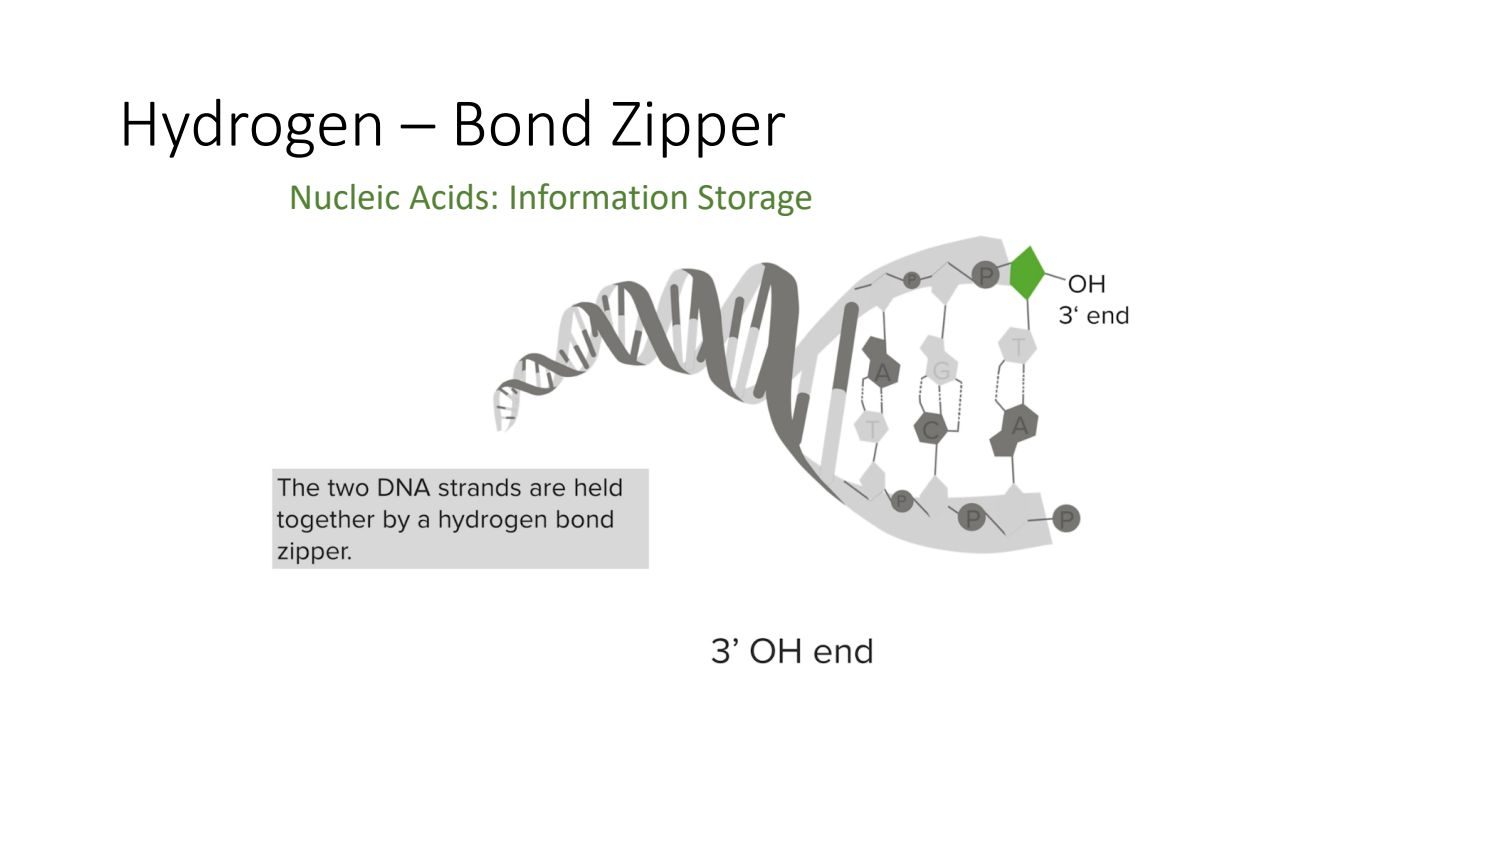 Hydrogen – Bond Zipper
Nucleic Acids: Information Storage
P
P
OH
3‘ end
A
G
T
T
C
A
P
P
P
The two DNA strands are held
together by a hydrogen bond
zipper.
3’ OH end